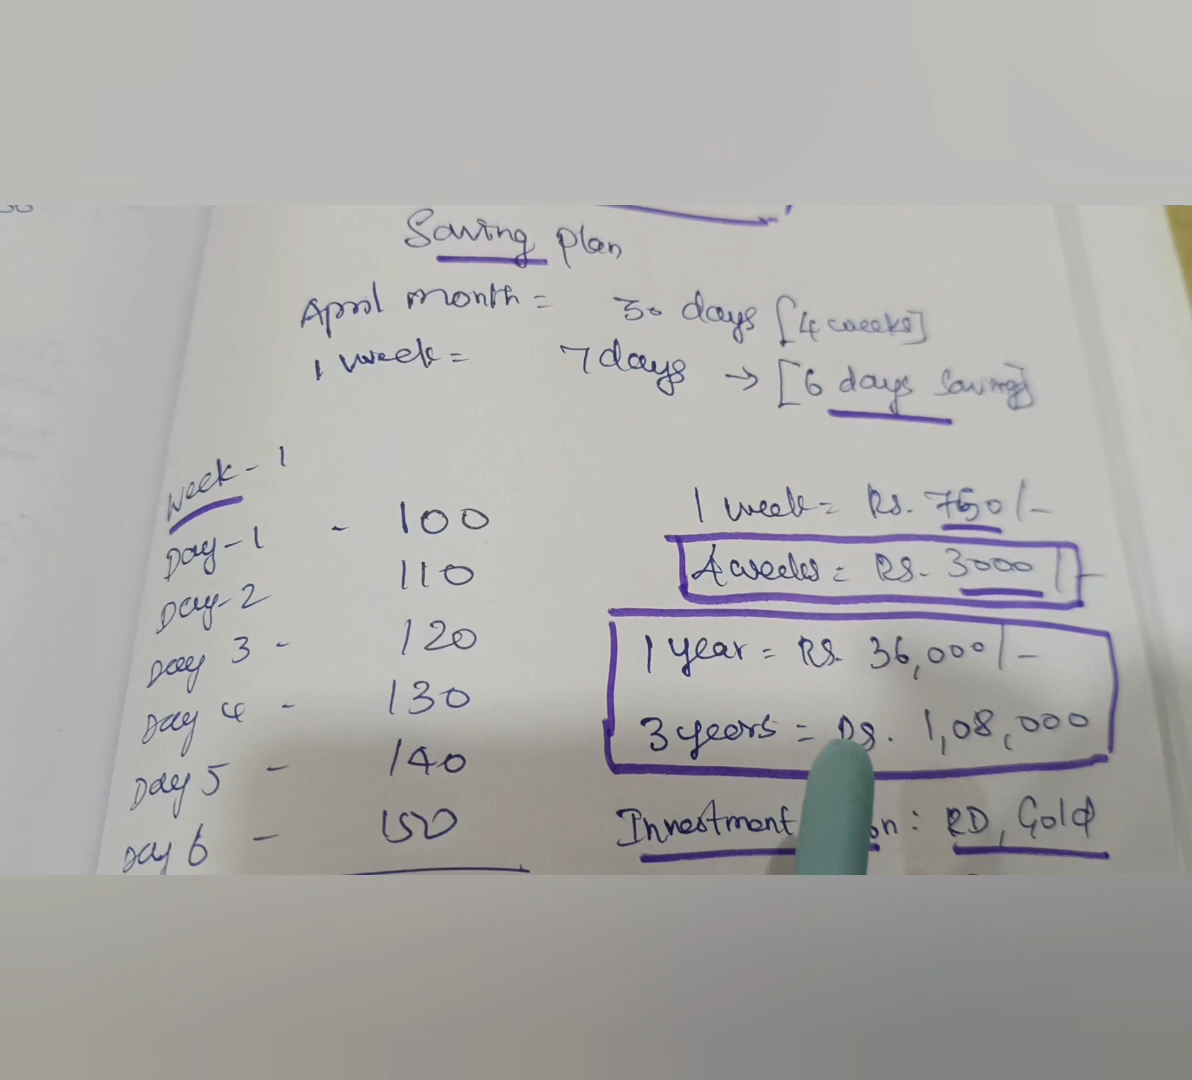 Saving plan
April month = 30 days [4 weeks]
1 week = 7 days → [6 days Saving]
Week - 1
Day-1 - 100
Day-2 110
Day 3 - 120
Day 4 - 130
Day 5 - 140
Day 6 - 150
1 week = Rs. 750/-
4 weeks = Rs. 3000/-
1 year = Rs. 36,000/-
3 years = Rs. 1,08,000
Investment : RD, Gold